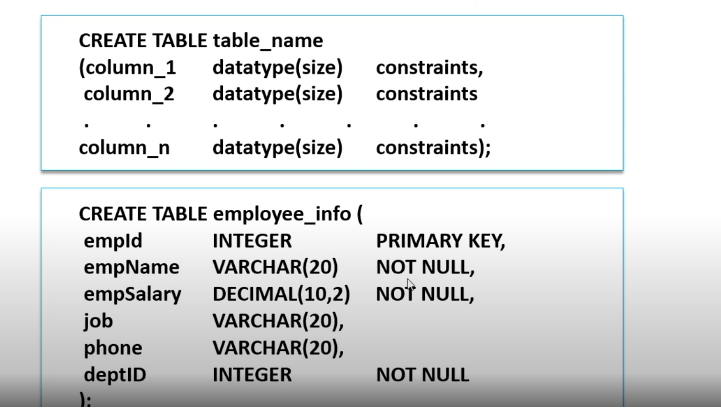 CREATE TABLE table_name
(column_1 datatype(size) constraints,
column_2 datatype(size) constraints
. . . . . . .
column_n datatype(size) constraints);
CREATE TABLE employee_info (
empId INTEGER PRIMARY KEY,
empName VARCHAR(20) NOT NULL,
empSalary DECIMAL(10,2) NOT NULL,
job VARCHAR(20),
phone VARCHAR(20),
deptID INTEGER NOT NULL
);